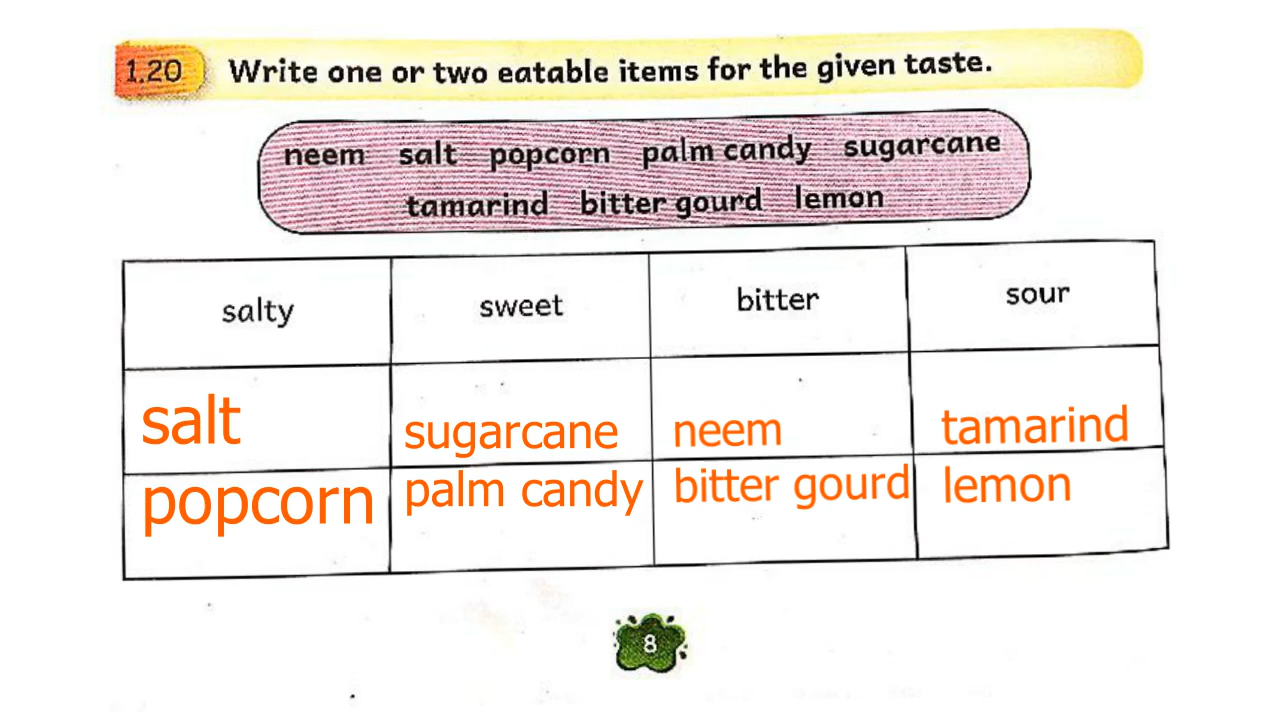 1.20 Write one or two eatable items for the given taste.
neem salt popcorn palm candy sugarcane
tamarind bitter gourd lemon
salty sweet bitter sour
salt sugarcane neem tamarind
popcorn palm candy bitter gourd lemon
8